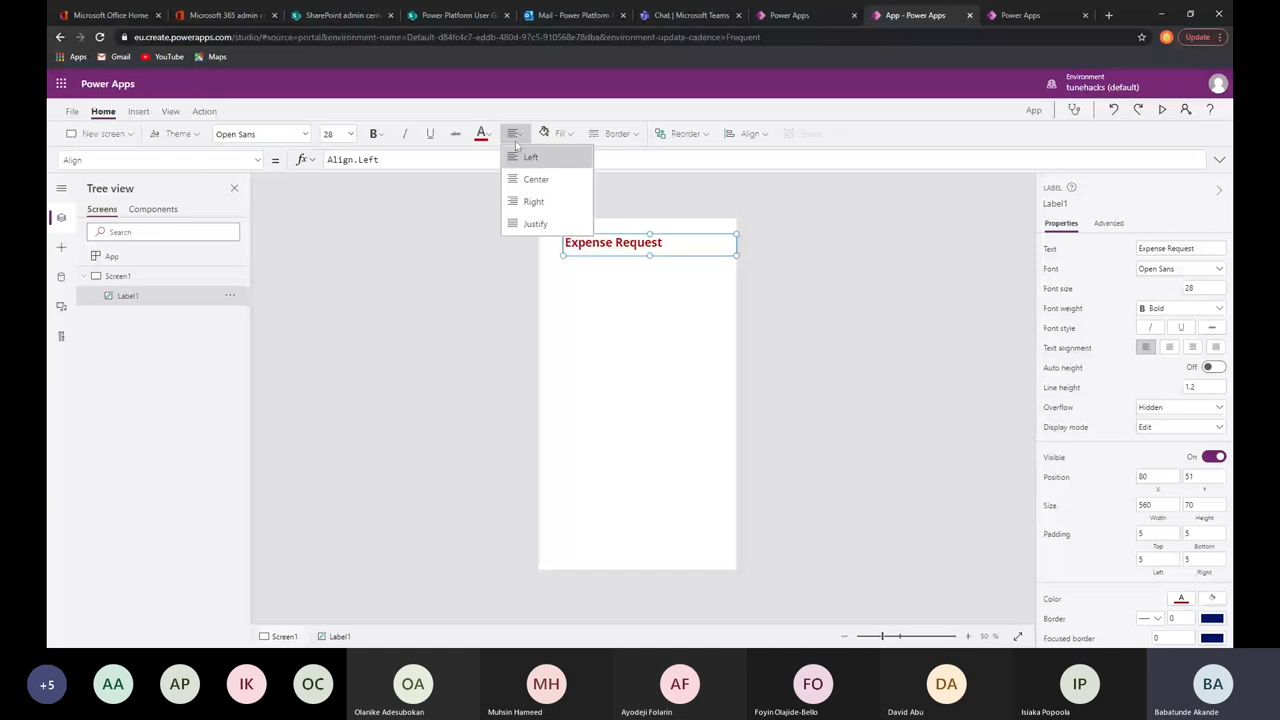 Microsoft Office Home
Microsoft 365 admin c
SharePoint admin cent
Power Platform User G
Mail - Power Platform
Chat | Microsoft Teams
Power Apps
App - Power Apps
Power Apps
eu.create.powerapps.com/studio/#source=portal&environment-name=Default-d84fc4c7-eddb-480d-97c5-910568e78dba&environment-update-cadence=Frequent
Update
Apps
Gmail
YouTube
Maps
Power Apps
Environment
tunehacks (default)
File
Home
Insert
View
Action
App
New screen
Theme
Open Sans
28
B
/
U
abc
A
Fill
Border
Reorder
Align
Group
Align
=
fx
Align.Left
Left
Center
Right
Justify
Tree view
Screens
Components
Search
App
Screen1
Label1
Expense Request
LABEL
Label1
Properties
Advanced
Text
Expense Request
Font
Open Sans
Font size
28
Font weight
B Bold
Font style
Text alignment
Auto height
Off
Line height
1.2
Overflow
Hidden
Display mode
Edit
Visible
On
Position
80
51
X
Y
Size
560
70
Width
Height
Padding
5
5
Top
Bottom
5
5
Left
Right
Color
A
Border
0
Focused border
0
Screen1
Label1
50 %
+5
AA
AP
IK
OC
OA
Olanike Adesubokan
MH
Muhsin Hameed
AF
Ayodeji Folarin
FO
Foyin Olajide-Bello
DA
David Abu
IP
Isiaka Popoola
BA
Babatunde Akande